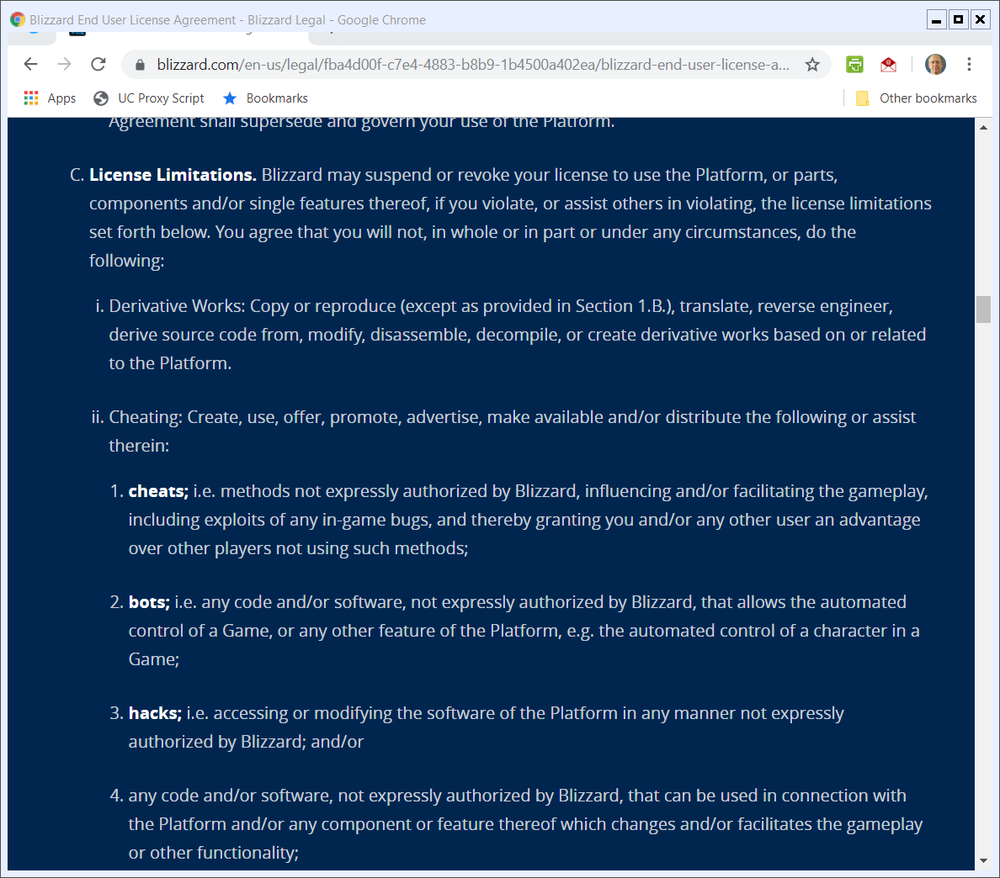 Blizzard End User License Agreement - Blizzard Legal - Google Chrome
blizzard.com/en-us/legal/fba4d00f-c7e4-4883-b8b9-1b4500a402ea/blizzard-end-user-license-a...
Apps UC Proxy Script Bookmarks Other bookmarks
Agreement shall supersede and govern your use of the Platform.
C. License Limitations. Blizzard may suspend or revoke your license to use the Platform, or parts,
components and/or single features thereof, if you violate, or assist others in violating, the license limitations
set forth below. You agree that you will not, in whole or in part or under any circumstances, do the
following:
i. Derivative Works: Copy or reproduce (except as provided in Section 1.B.), translate, reverse engineer,
derive source code from, modify, disassemble, decompile, or create derivative works based on or related
to the Platform.
ii. Cheating: Create, use, offer, promote, advertise, make available and/or distribute the following or assist
therein:
1. cheats; i.e. methods not expressly authorized by Blizzard, influencing and/or facilitating the gameplay,
including exploits of any in-game bugs, and thereby granting you and/or any other user an advantage
over other players not using such methods;
2. bots; i.e. any code and/or software, not expressly authorized by Blizzard, that allows the automated
control of a Game, or any other feature of the Platform, e.g. the automated control of a character in a
Game;
3. hacks; i.e. accessing or modifying the software of the Platform in any manner not expressly
authorized by Blizzard; and/or
4. any code and/or software, not expressly authorized by Blizzard, that can be used in connection with
the Platform and/or any component or feature thereof which changes and/or facilitates the gameplay
or other functionality;